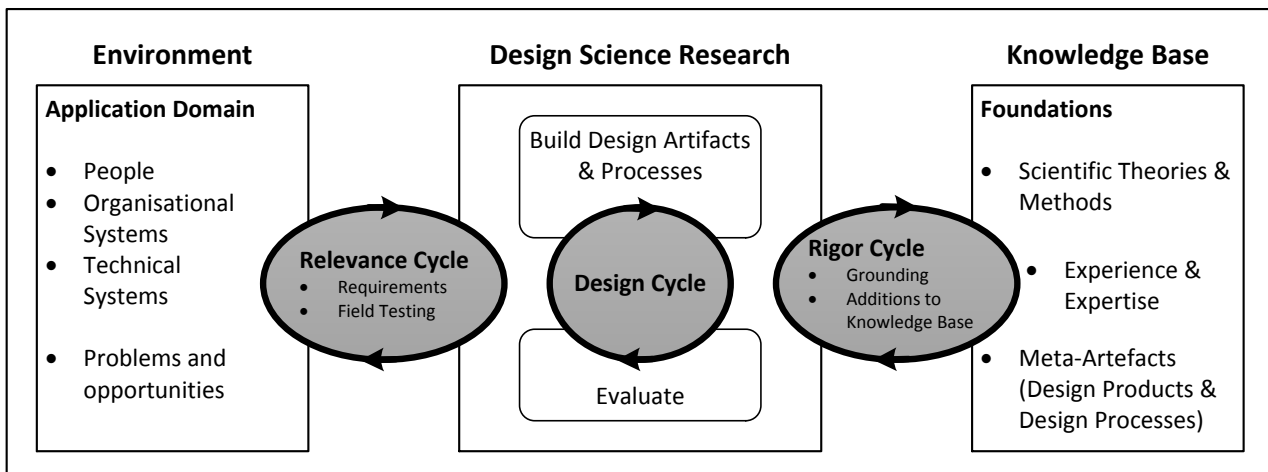 Environment
Application Domain
• People
• Organisational
Systems
• Technical
Systems
• Problems and
opportunities
Relevance Cycle
• Requirements
• Field Testing
Design Science Research
Build Design Artifacts
& Processes
Design Cycle
Evaluate
Rigor Cycle
• Grounding
• Additions to
Knowledge Base
Knowledge Base
Foundations
• Scientific Theories &
Methods
• Experience &
Expertise
• Meta-Artefacts
(Design Products &
Design Processes)